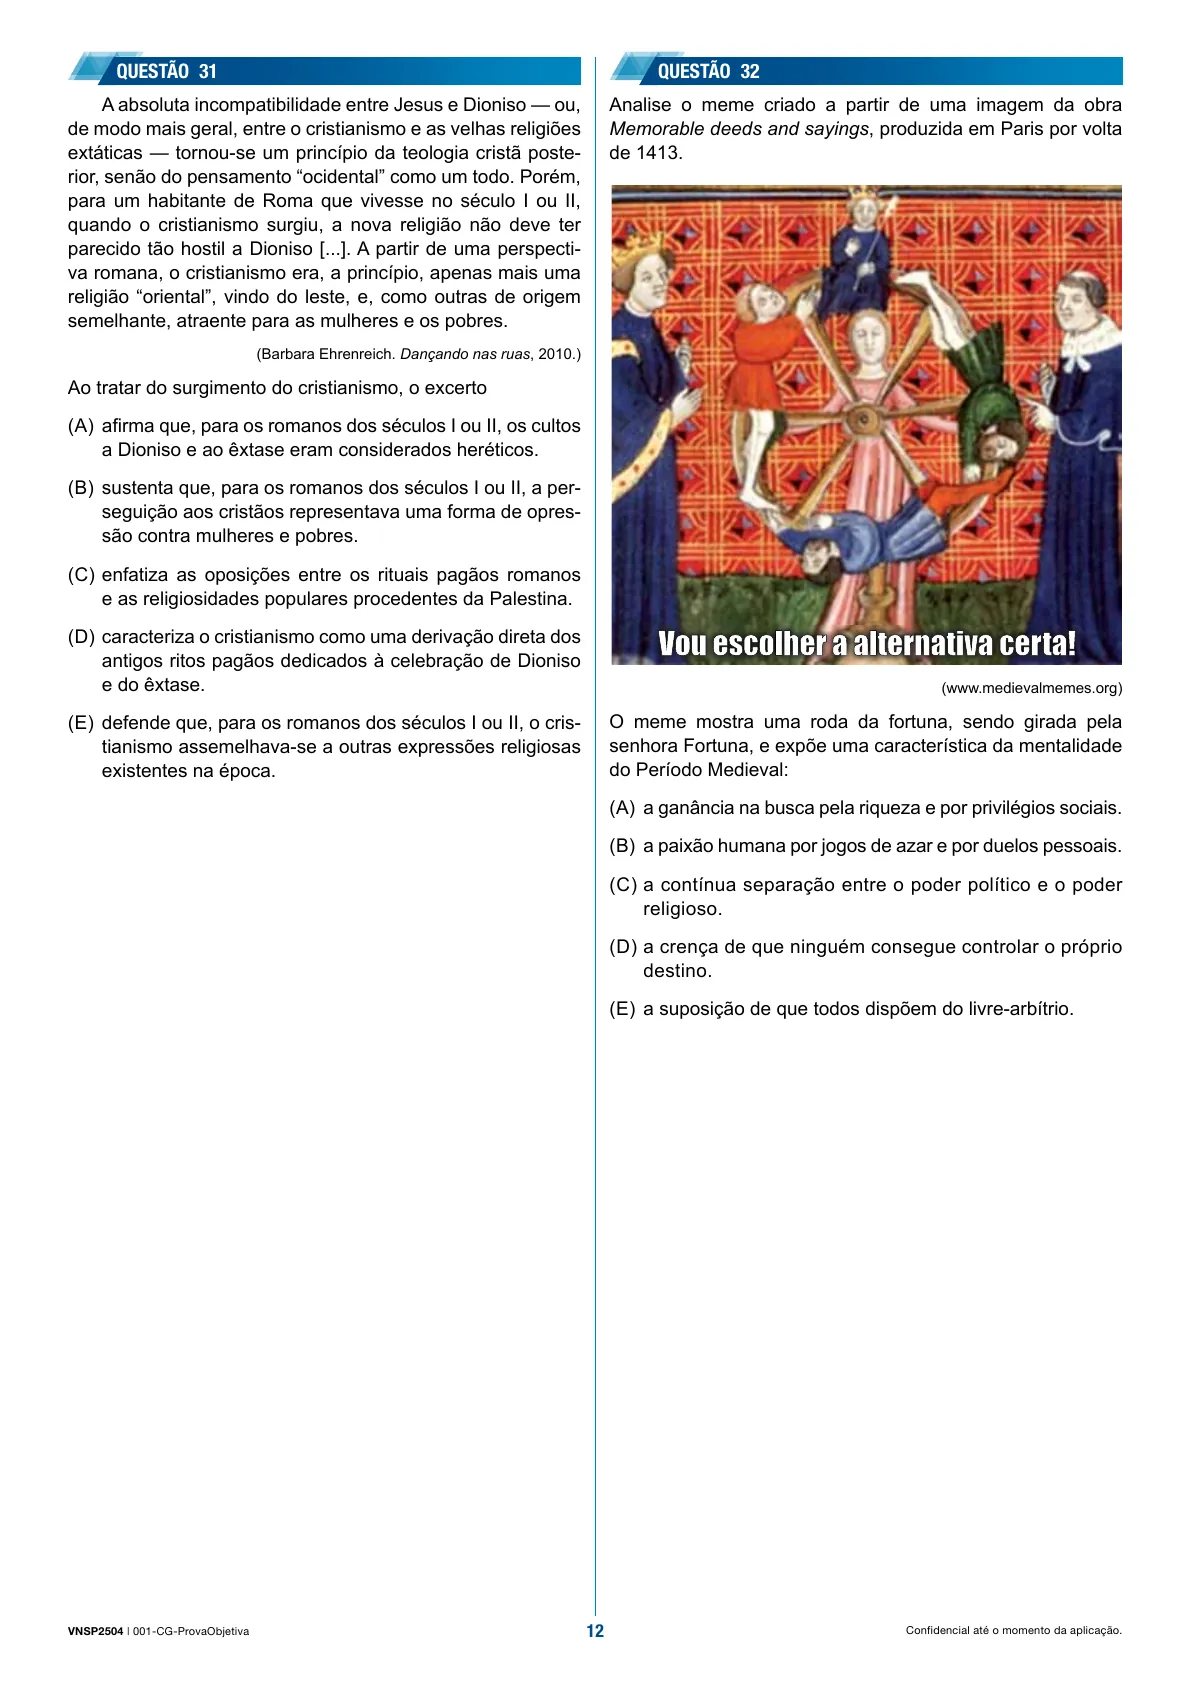 QUESTÃO 31
A absoluta incompatibilidade entre Jesus e Dioniso — ou,
de modo mais geral, entre o cristianismo e as velhas religiões
extáticas — tornou-se um princípio da teologia cristã poste-
rior, senão do pensamento “ocidental” como um todo. Porém,
para um habitante de Roma que vivesse no século I ou II,
quando o cristianismo surgiu, a nova religião não deve ter
parecido tão hostil a Dioniso [...]. A partir de uma perspecti-
va romana, o cristianismo era, a princípio, apenas mais uma
religião “oriental”, vindo do leste, e, como outras de origem
semelhante, atraente para as mulheres e os pobres.
(Barbara Ehrenreich. Dançando nas ruas, 2010.)
Ao tratar do surgimento do cristianismo, o excerto
(A) afirma que, para os romanos dos séculos I ou II, os cultos
a Dioniso e ao êxtase eram considerados heréticos.
(B) sustenta que, para os romanos dos séculos I ou II, a per-
seguição aos cristãos representava uma forma de opres-
são contra mulheres e pobres.
(C) enfatiza as oposições entre os rituais pagãos romanos
e as religiosidades populares procedentes da Palestina.
(D) caracteriza o cristianismo como uma derivação direta dos
antigos ritos pagãos dedicados à celebração de Dioniso
e do êxtase.
(E) defende que, para os romanos dos séculos I ou II, o cris-
tianismo assemelhava-se a outras expressões religiosas
existentes na época.
QUESTÃO 32
Analise o meme criado a partir de uma imagem da obra
Memorable deeds and sayings, produzida em Paris por volta
de 1413.
Vou escolher a alternativa certa!
(www.medievalmemes.org)
O meme mostra uma roda da fortuna, sendo girada pela
senhora Fortuna, e expõe uma característica da mentalidade
do Período Medieval:
(A) a ganância na busca pela riqueza e por privilégios sociais.
(B) a paixão humana por jogos de azar e por duelos pessoais.
(C) a contínua separação entre o poder político e o poder
religioso.
(D) a crença de que ninguém consegue controlar o próprio
destino.
(E) a suposição de que todos dispõem do livre-arbítrio.
VNSP2504 | 001-CG-ProvaObjetiva
12
Confidencial até o momento da aplicação.